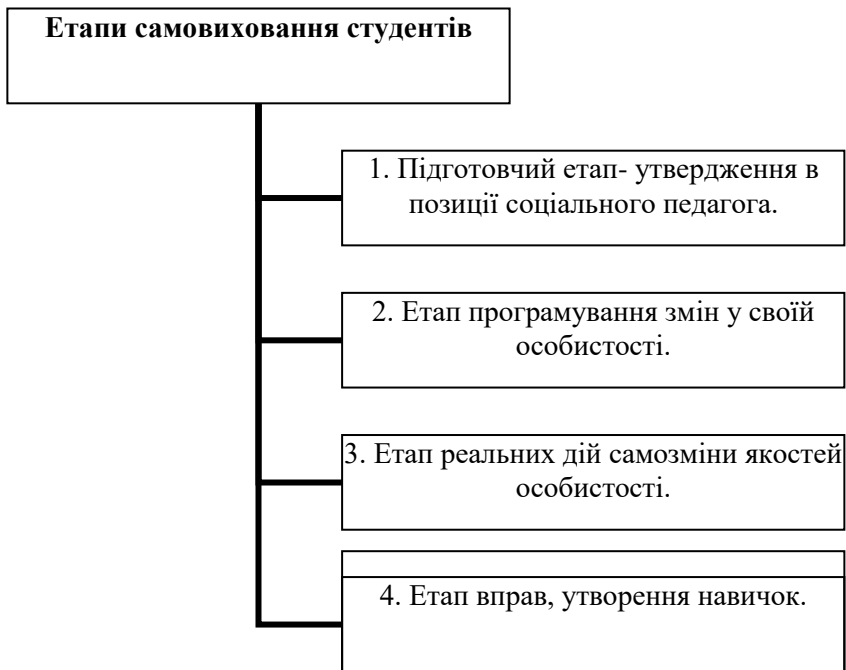 Етапи самовиховання студентів
1. Підготовчий етап- утвердження в
позиції соціального педагога.
2. Етап програмування змін у своїй
особистості.
3. Етап реальних дій самозміни якостей
особистості.
4. Етап вправ, утворення навичок.